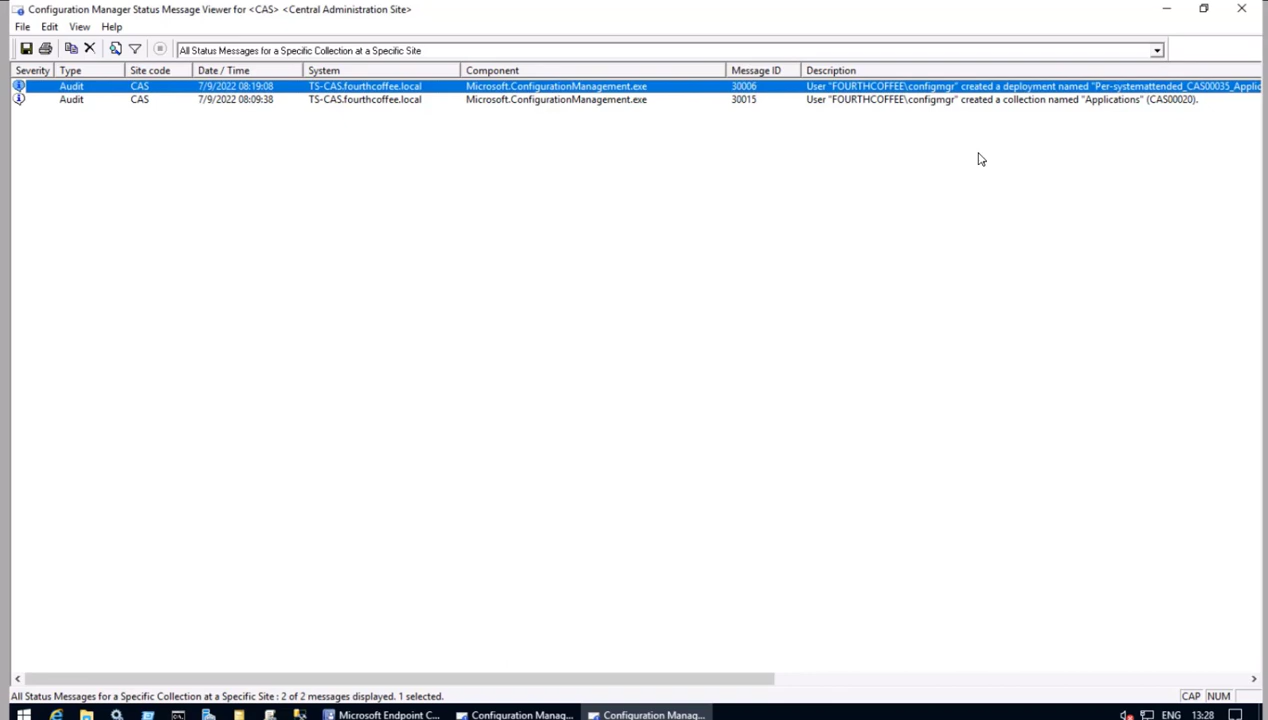 Configuration Manager Status Message Viewer for <CAS> <Central Administration Site>
File Edit View Help
All Status Messages for a Specific Collection at a Specific Site
Severity Type Site code Date / Time System Component Message ID Description
Audit CAS 7/9/2022 08:19:08 TS-CAS.fourthcoffee.local Microsoft.ConfigurationManagement.exe 30006 User "FOURTHCOFFEE\configmgr" created a deployment named "Per-systemattended_CAS00035_Applic
Audit CAS 7/9/2022 08:09:38 TS-CAS.fourthcoffee.local Microsoft.ConfigurationManagement.exe 30015 User "FOURTHCOFFEE\configmgr" created a collection named "Applications" (CAS00020).
All Status Messages for a Specific Collection at a Specific Site : 2 of 2 messages displayed. 1 selected. CAP NUM
Microsoft Endpoint C... Configuration Manag... Configuration Manag... ENG 13:28